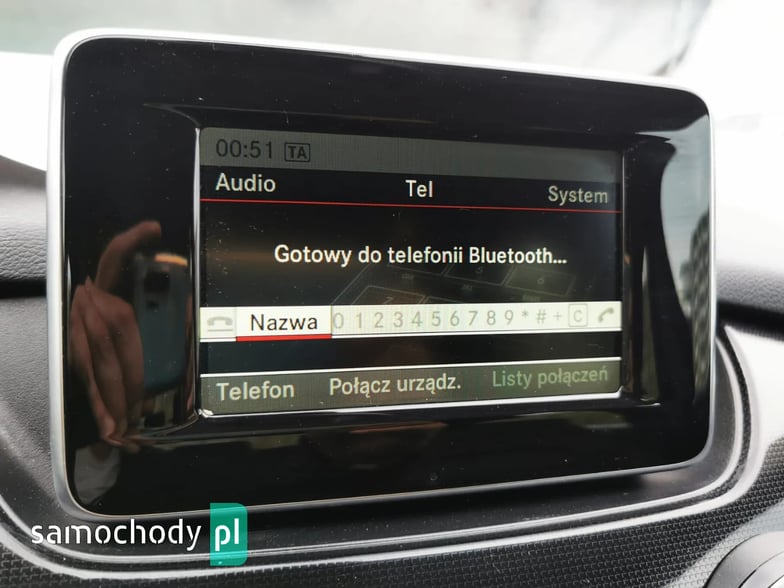 00:51 TA
Audio Tel System
Gotowy do telefonii Bluetooth...
Nazwa 0 1 2 3 4 5 6 7 8 9 * # + C
Telefon Połącz urządz. Listy połączeń
samochody pl